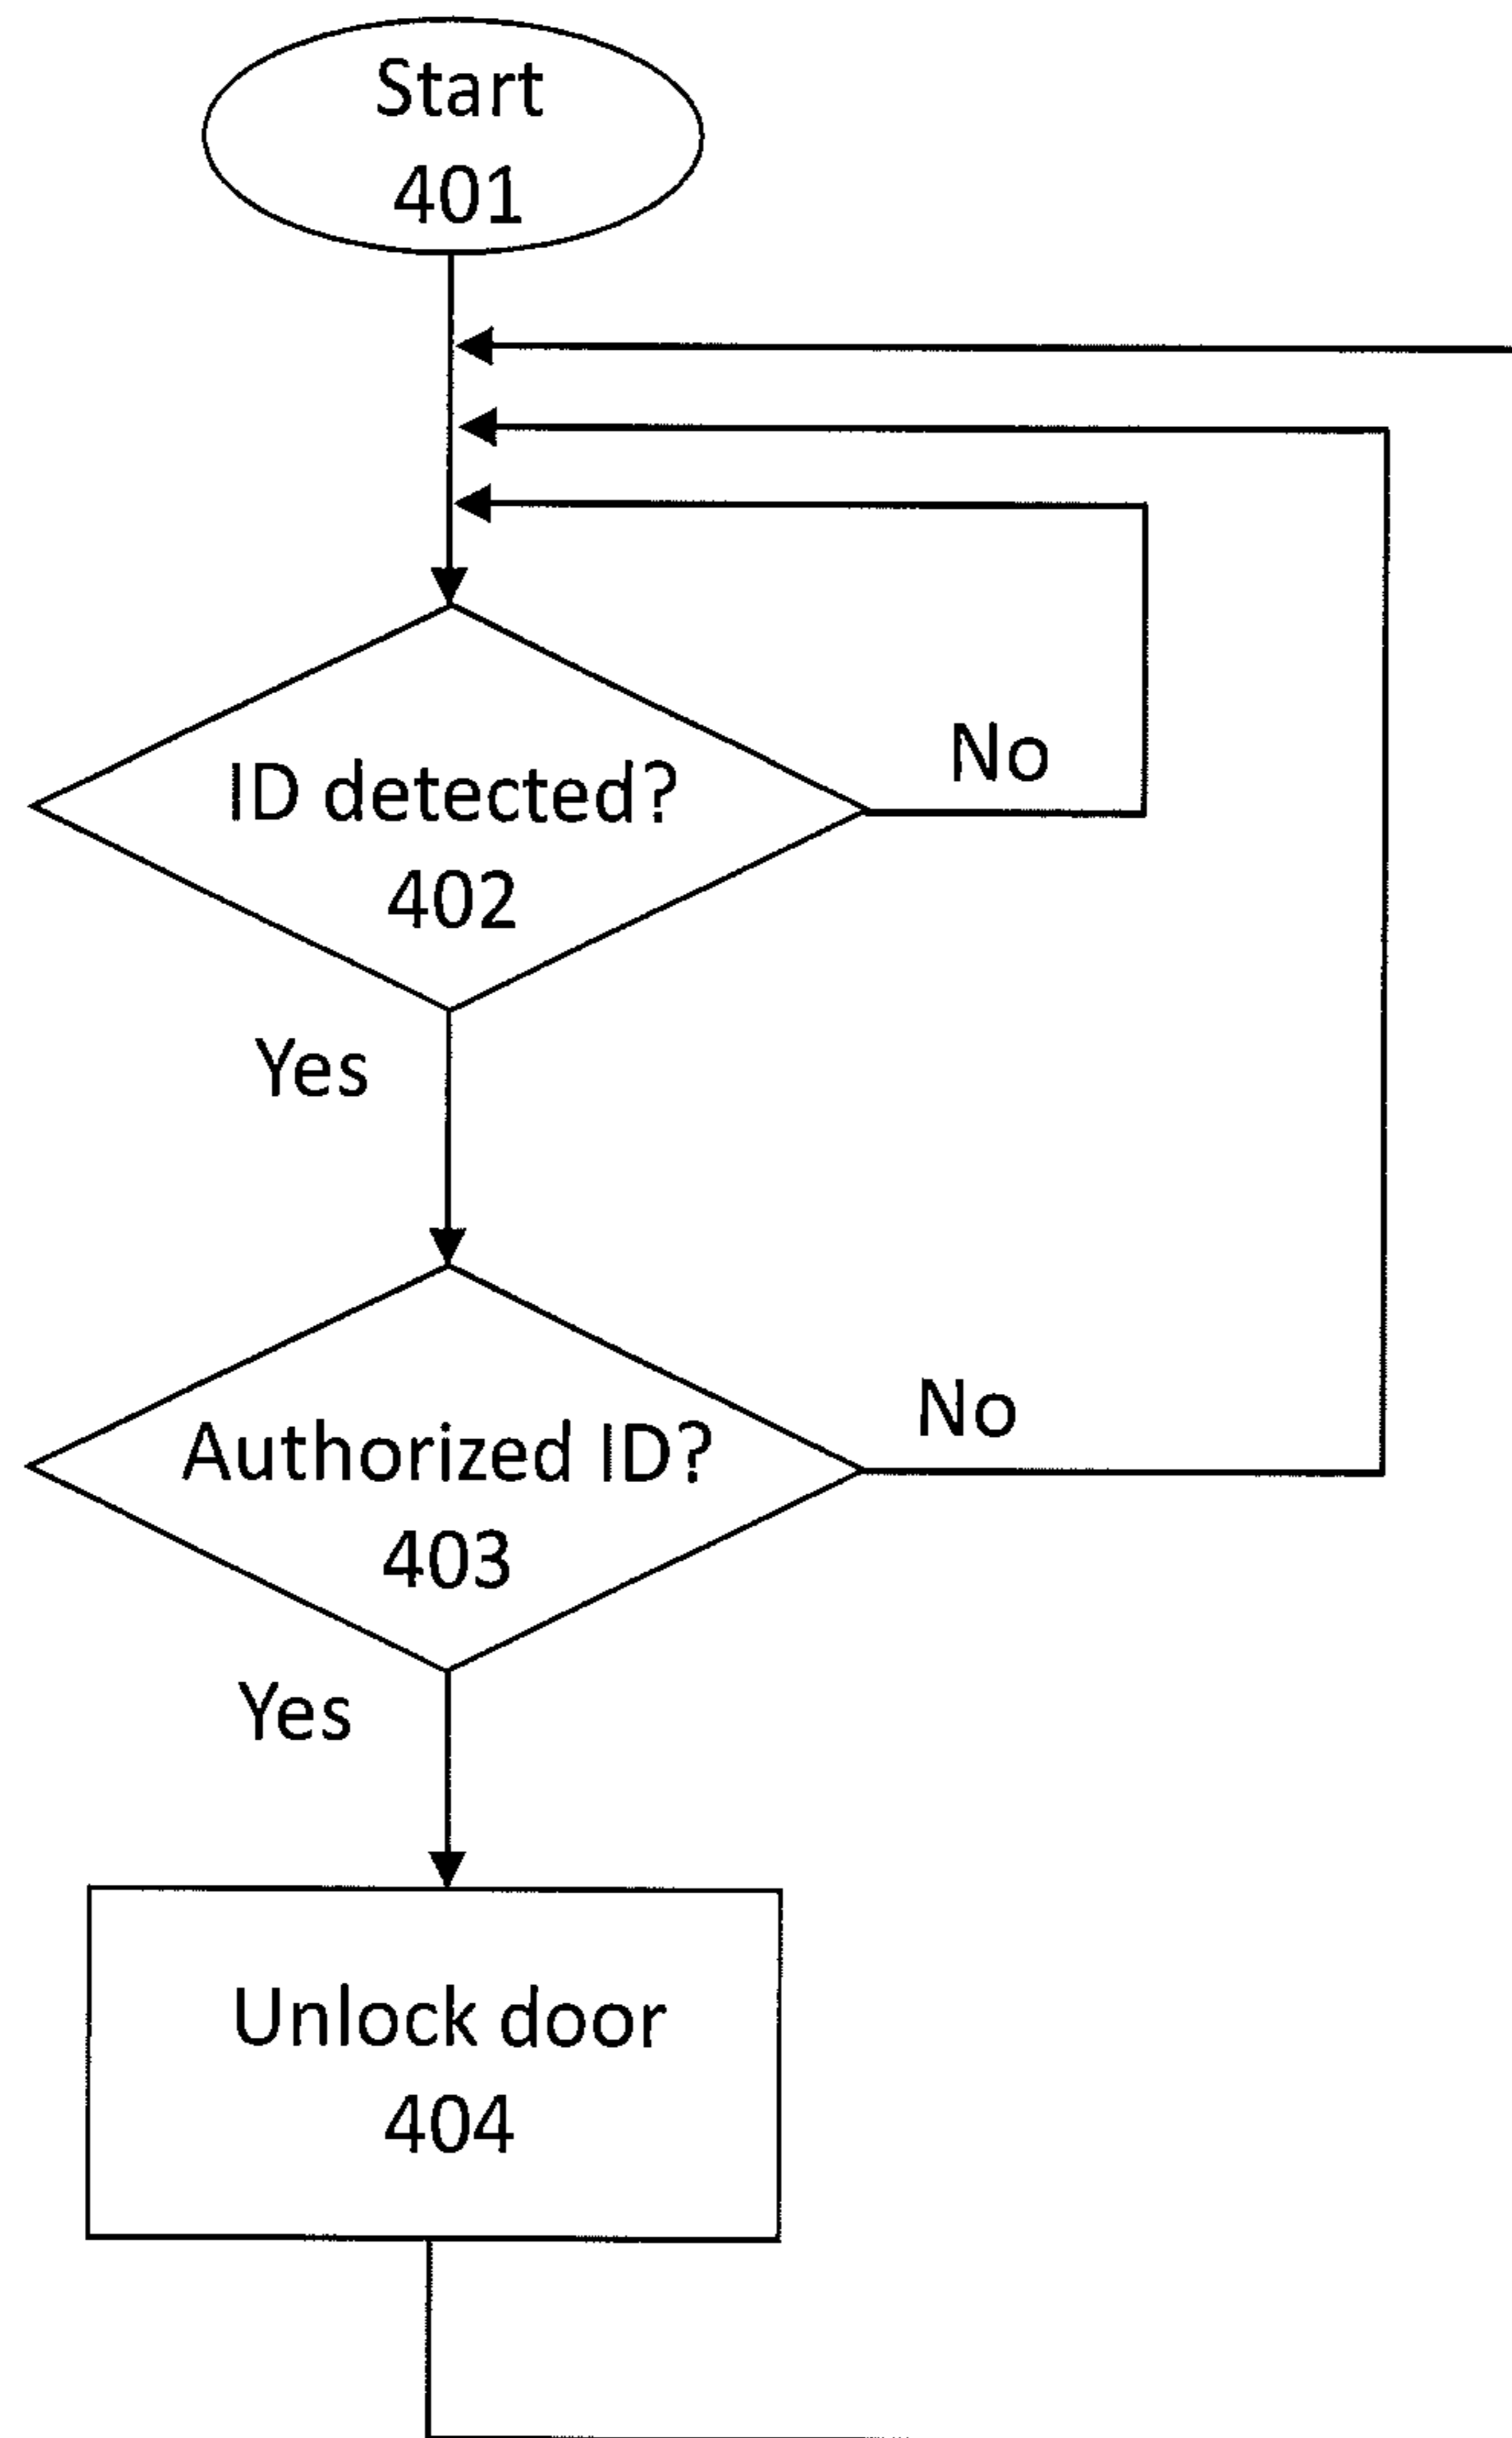 Start
401
No
ID detected?
402
Yes
No
Authorized ID?
403
Yes
Unlock door
404